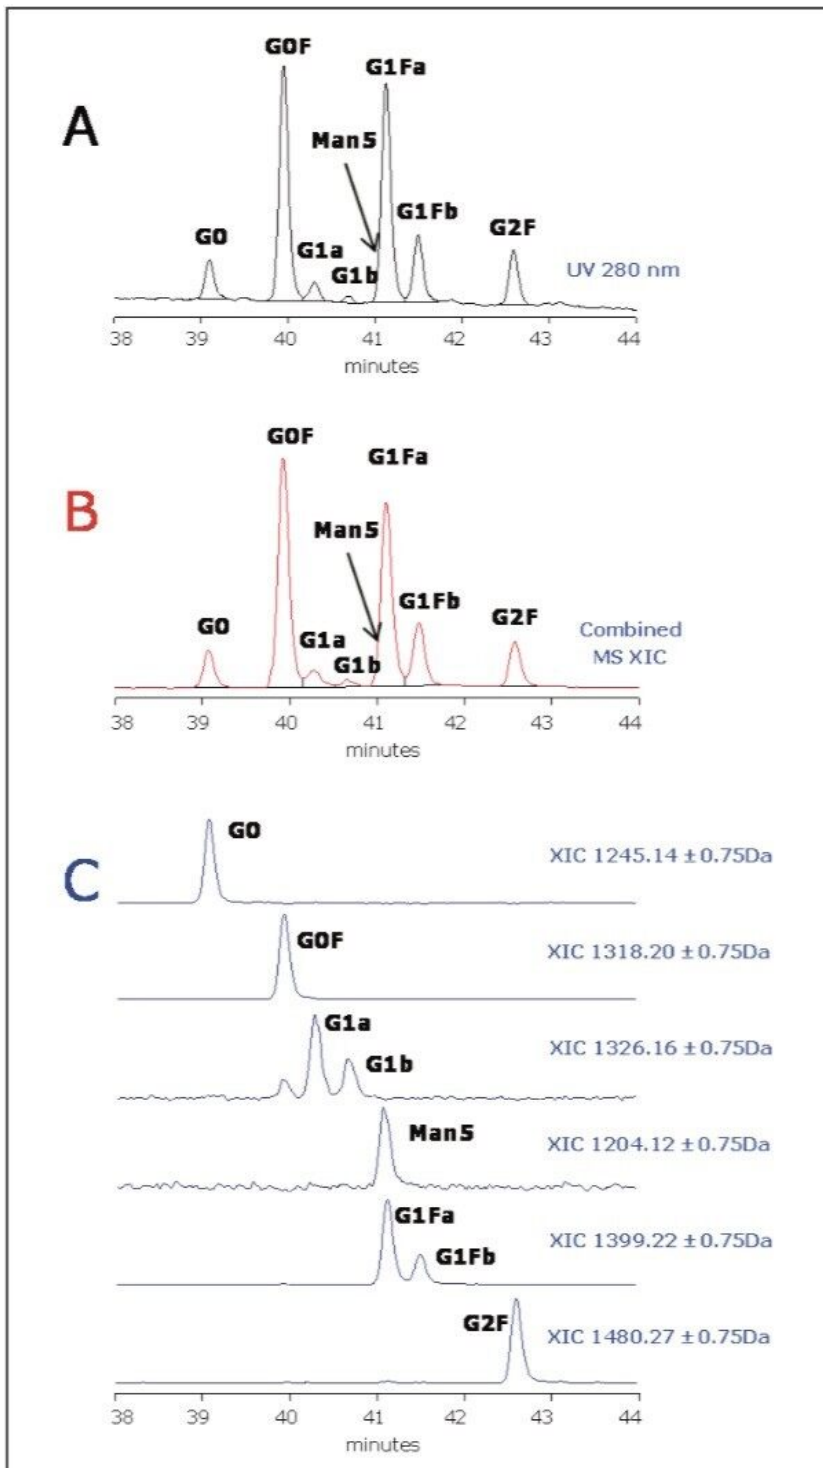 A
G0F
G1Fa
Man5
G1Fb
G0
G1a
G1b
G2F
UV 280 nm
38 39 40 41 42 43 44
minutes
B
G0F
G1Fa
Man5
G1Fb
G0
G1a
G1b
G2F
Combined
MS XIC
38 39 40 41 42 43 44
minutes
C
G0
XIC 1245.14 ±0.75Da
G0F
XIC 1318.20 ±0.75Da
G1a
G1b
XIC 1326.16 ±0.75Da
Man5
XIC 1204.12 ±0.75Da
G1Fa
G1Fb
XIC 1399.22 ±0.75Da
G2F
XIC 1480.27 ±0.75Da
38 39 40 41 42 43 44
minutes